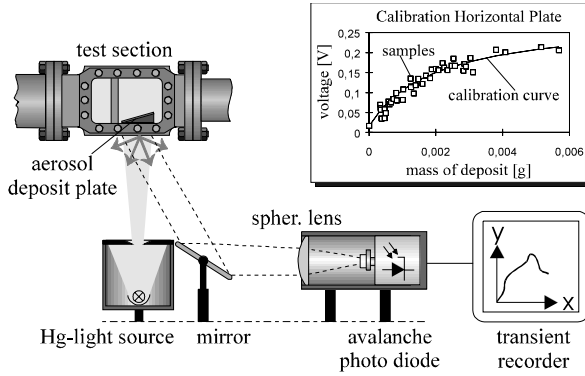 test section
aerosol
deposit plate
Hg-light source
mirror
spher. lens
avalanche
photo diode
y
x
transient
recorder
Calibration Horizontal Plate
voltage [V]
0,25
0,2
0,15
0,1
0,05
0
samples
calibration curve
0 0,002 0,004 0,006
mass of deposit [g]